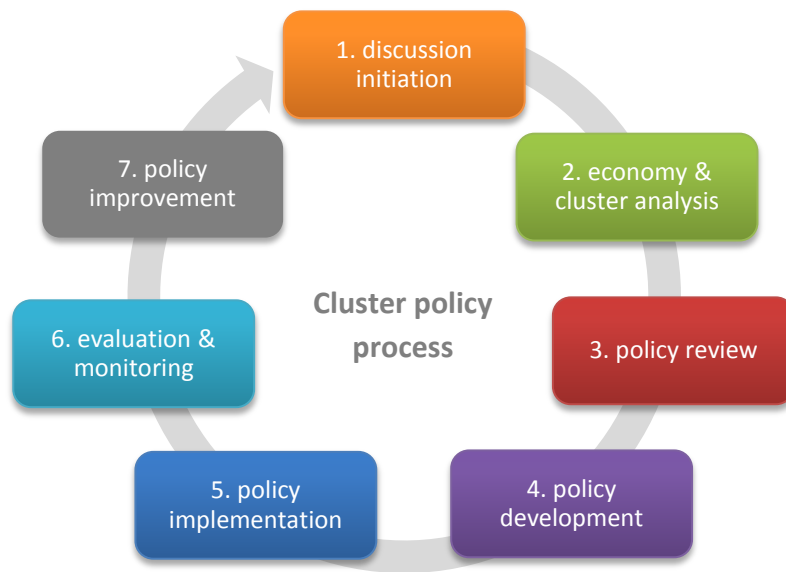 1. discussion
initiation
2. economy &
cluster analysis
3. policy review
4. policy
development
5. policy
implementation
6. evaluation &
monitoring
7. policy
improvement
Cluster policy
process